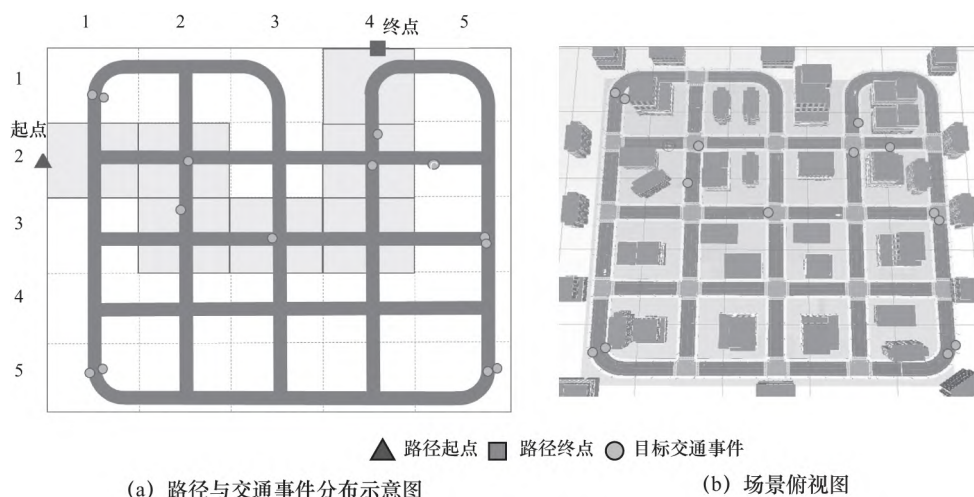 1 2 3 4 终点 5
1
起点
2
3
4
5
路径起点 路径终点 目标交通事件
(a) 路径与交通事件分布示意图
(b) 场景俯视图